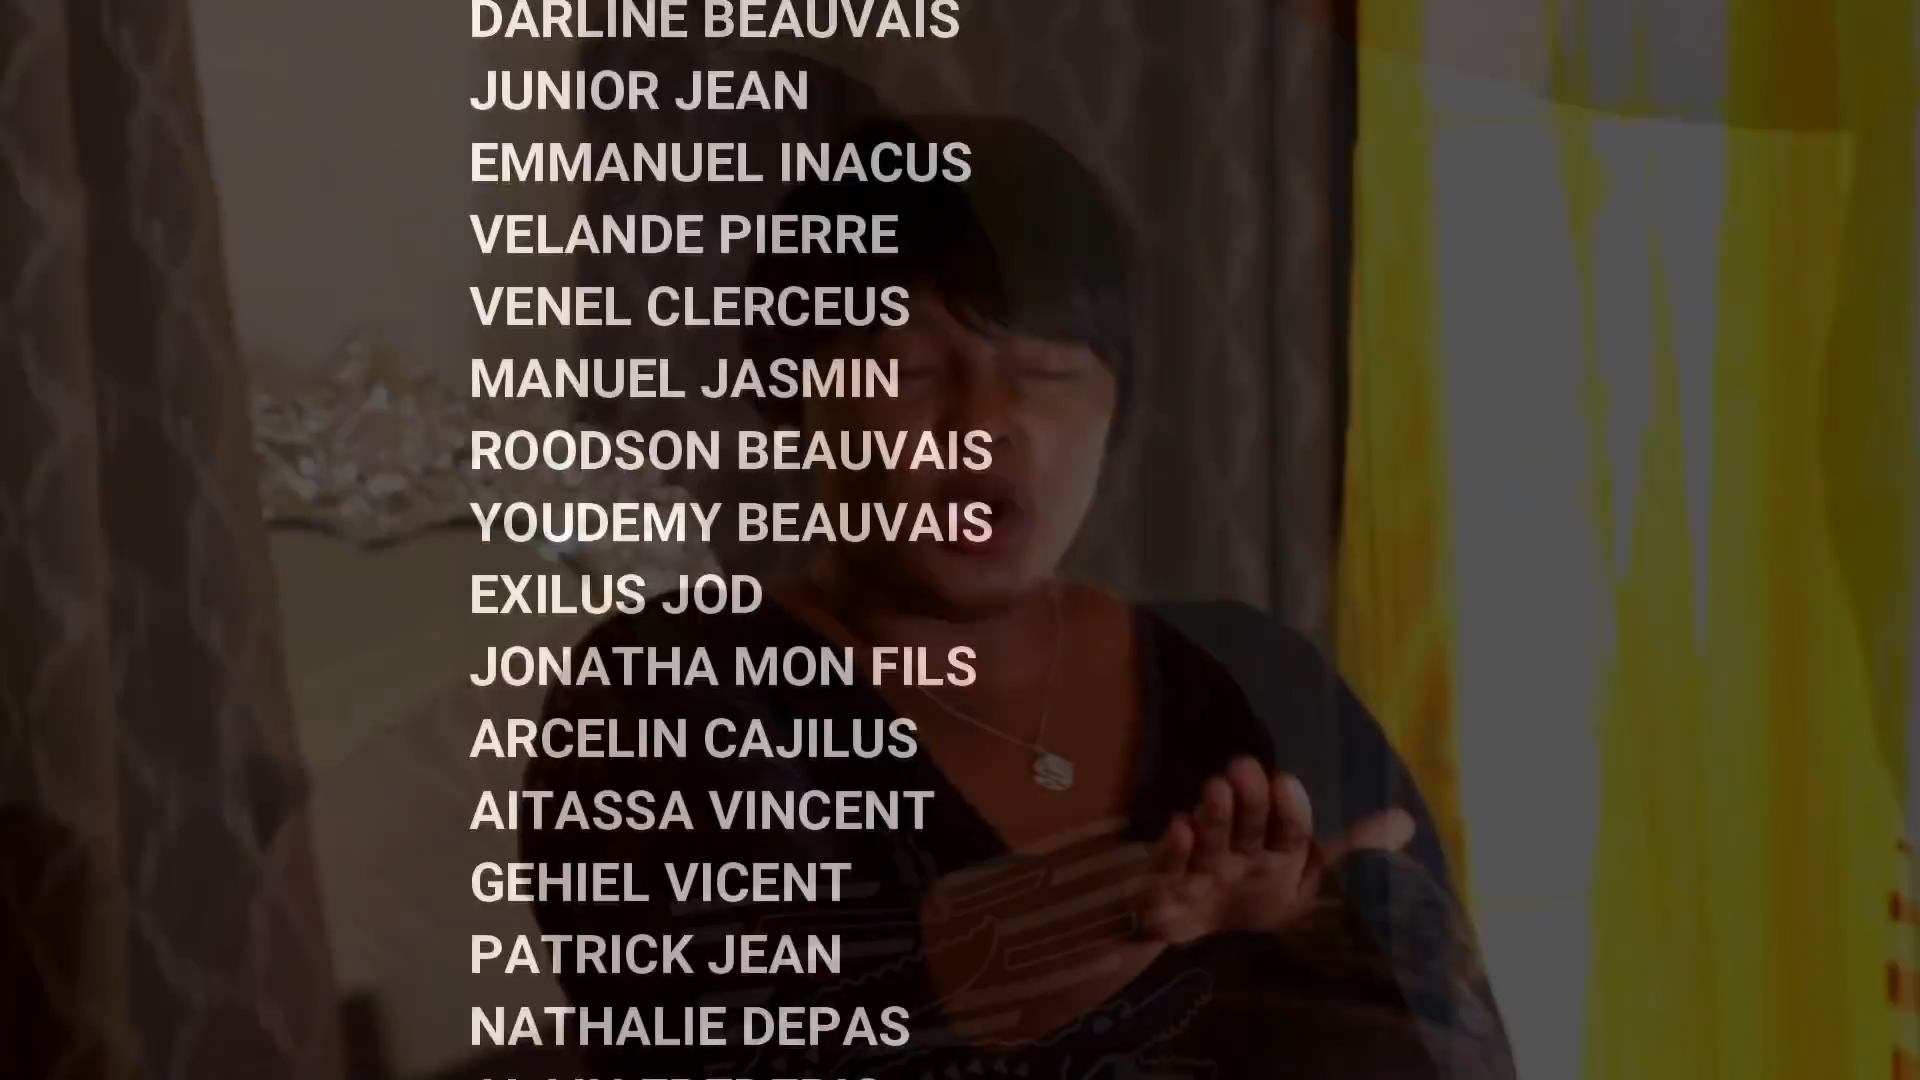 DARLINE BEAUVAIS
JUNIOR JEAN
EMMANUEL INACUS
VELANDE PIERRE
VENEL CLERCEUS
MANUEL JASMIN
ROODSON BEAUVAIS
YOUDEMY BEAUVAIS
EXILUS JOD
JONATHA MON FILS
ARCELIN CAJILUS
AITASSA VINCENT
GEHIEL VICENT
PATRICK JEAN
NATHALIE DEPAS